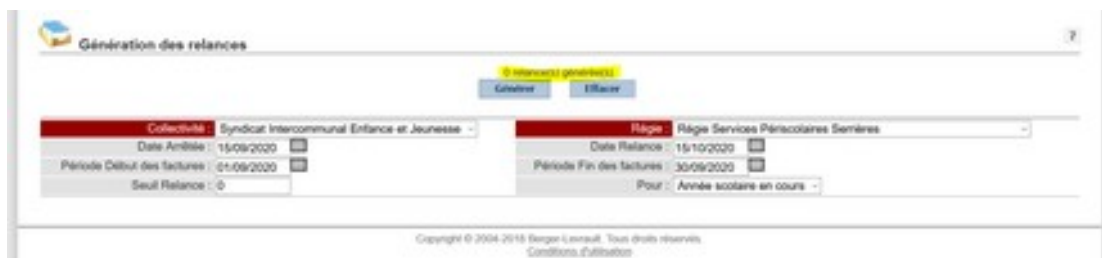 Génération des relances
?
0 relance(s) générée(s)
Générer Effacer
Collectivité : Syndicat Intercommunal Enfance et Jeunesse Régie : Régie Services Périscolaires Serrières
Date Arrêtée : 15/09/2020 Date Relance : 15/10/2020
Période Début des factures : 01/09/2020 Période Fin des factures : 30/09/2020
Seuil Relance : 0 Pour : Année scolaire en cours
Copyright © 2004-2018 Berger-Levrault. Tous droits réservés.
Conditions d'utilisation